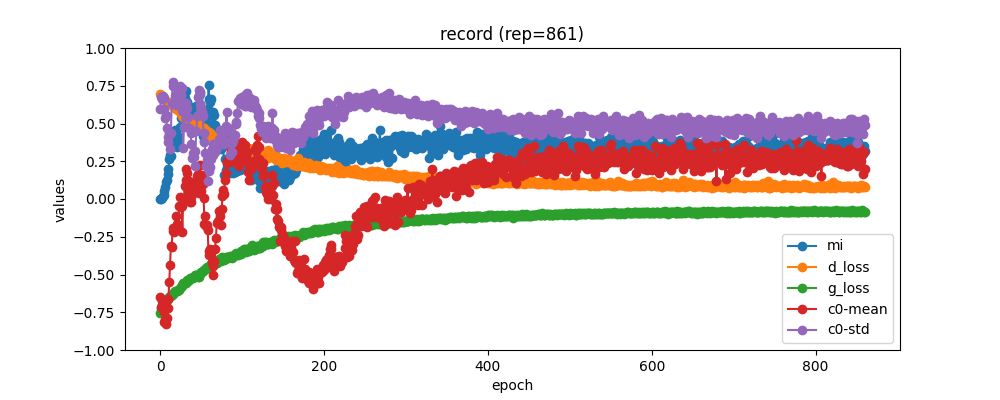 record (rep=861)
1.00
0.75
0.50
0.25
0.00
−0.25
−0.50
−0.75
−1.00
values
0 200 400 600 800
epoch
mi
d_loss
g_loss
c0-mean
c0-std